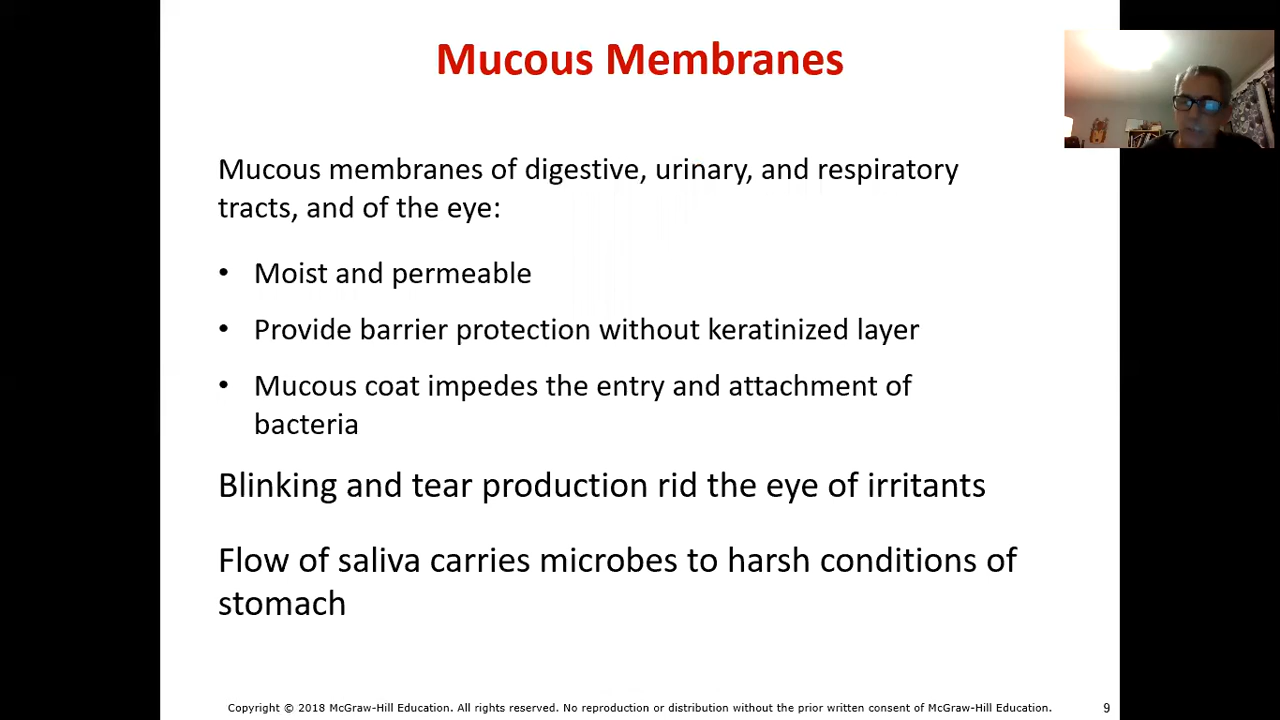 Mucous Membranes
Mucous membranes of digestive, urinary, and respiratory
tracts, and of the eye:
• Moist and permeable
• Provide barrier protection without keratinized layer
• Mucous coat impedes the entry and attachment of
bacteria
Blinking and tear production rid the eye of irritants
Flow of saliva carries microbes to harsh conditions of
stomach
Copyright © 2018 McGraw-Hill Education. All rights reserved. No reproduction or distribution without the prior written consent of McGraw-Hill Education.
9